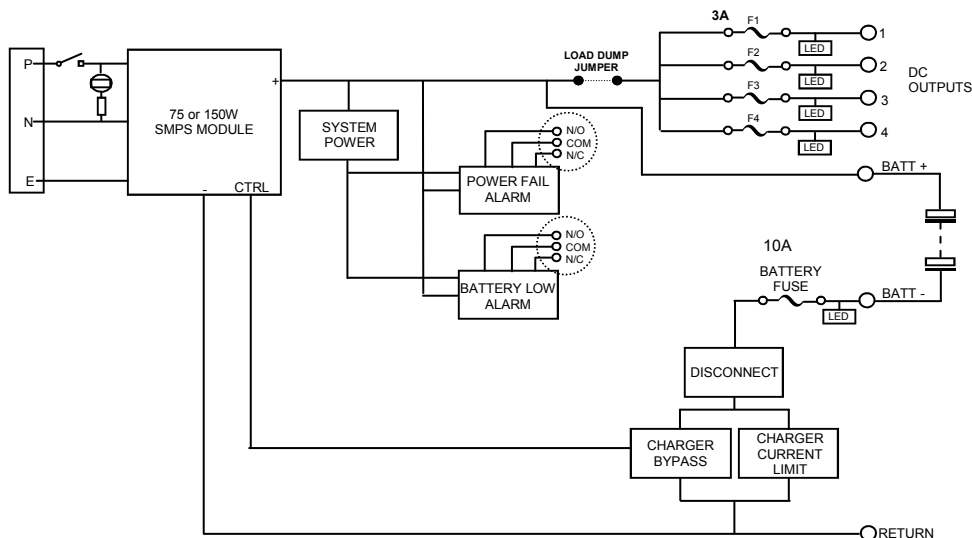 P
N
E
75 or 150W
SMPS MODULE
+
-
CTRL
SYSTEM
POWER
N/O
COM
N/C
POWER FAIL
ALARM
N/O
COM
N/C
BATTERY LOW
ALARM
LOAD DUMP
JUMPER
3A
F1
LED
1
F2
LED
2
F3
LED
3
F4
LED
4
DC
OUTPUTS
BATT +
10A
BATTERY
FUSE
LED
BATT -
DISCONNECT
CHARGER
BYPASS
CHARGER
CURRENT
LIMIT
RETURN